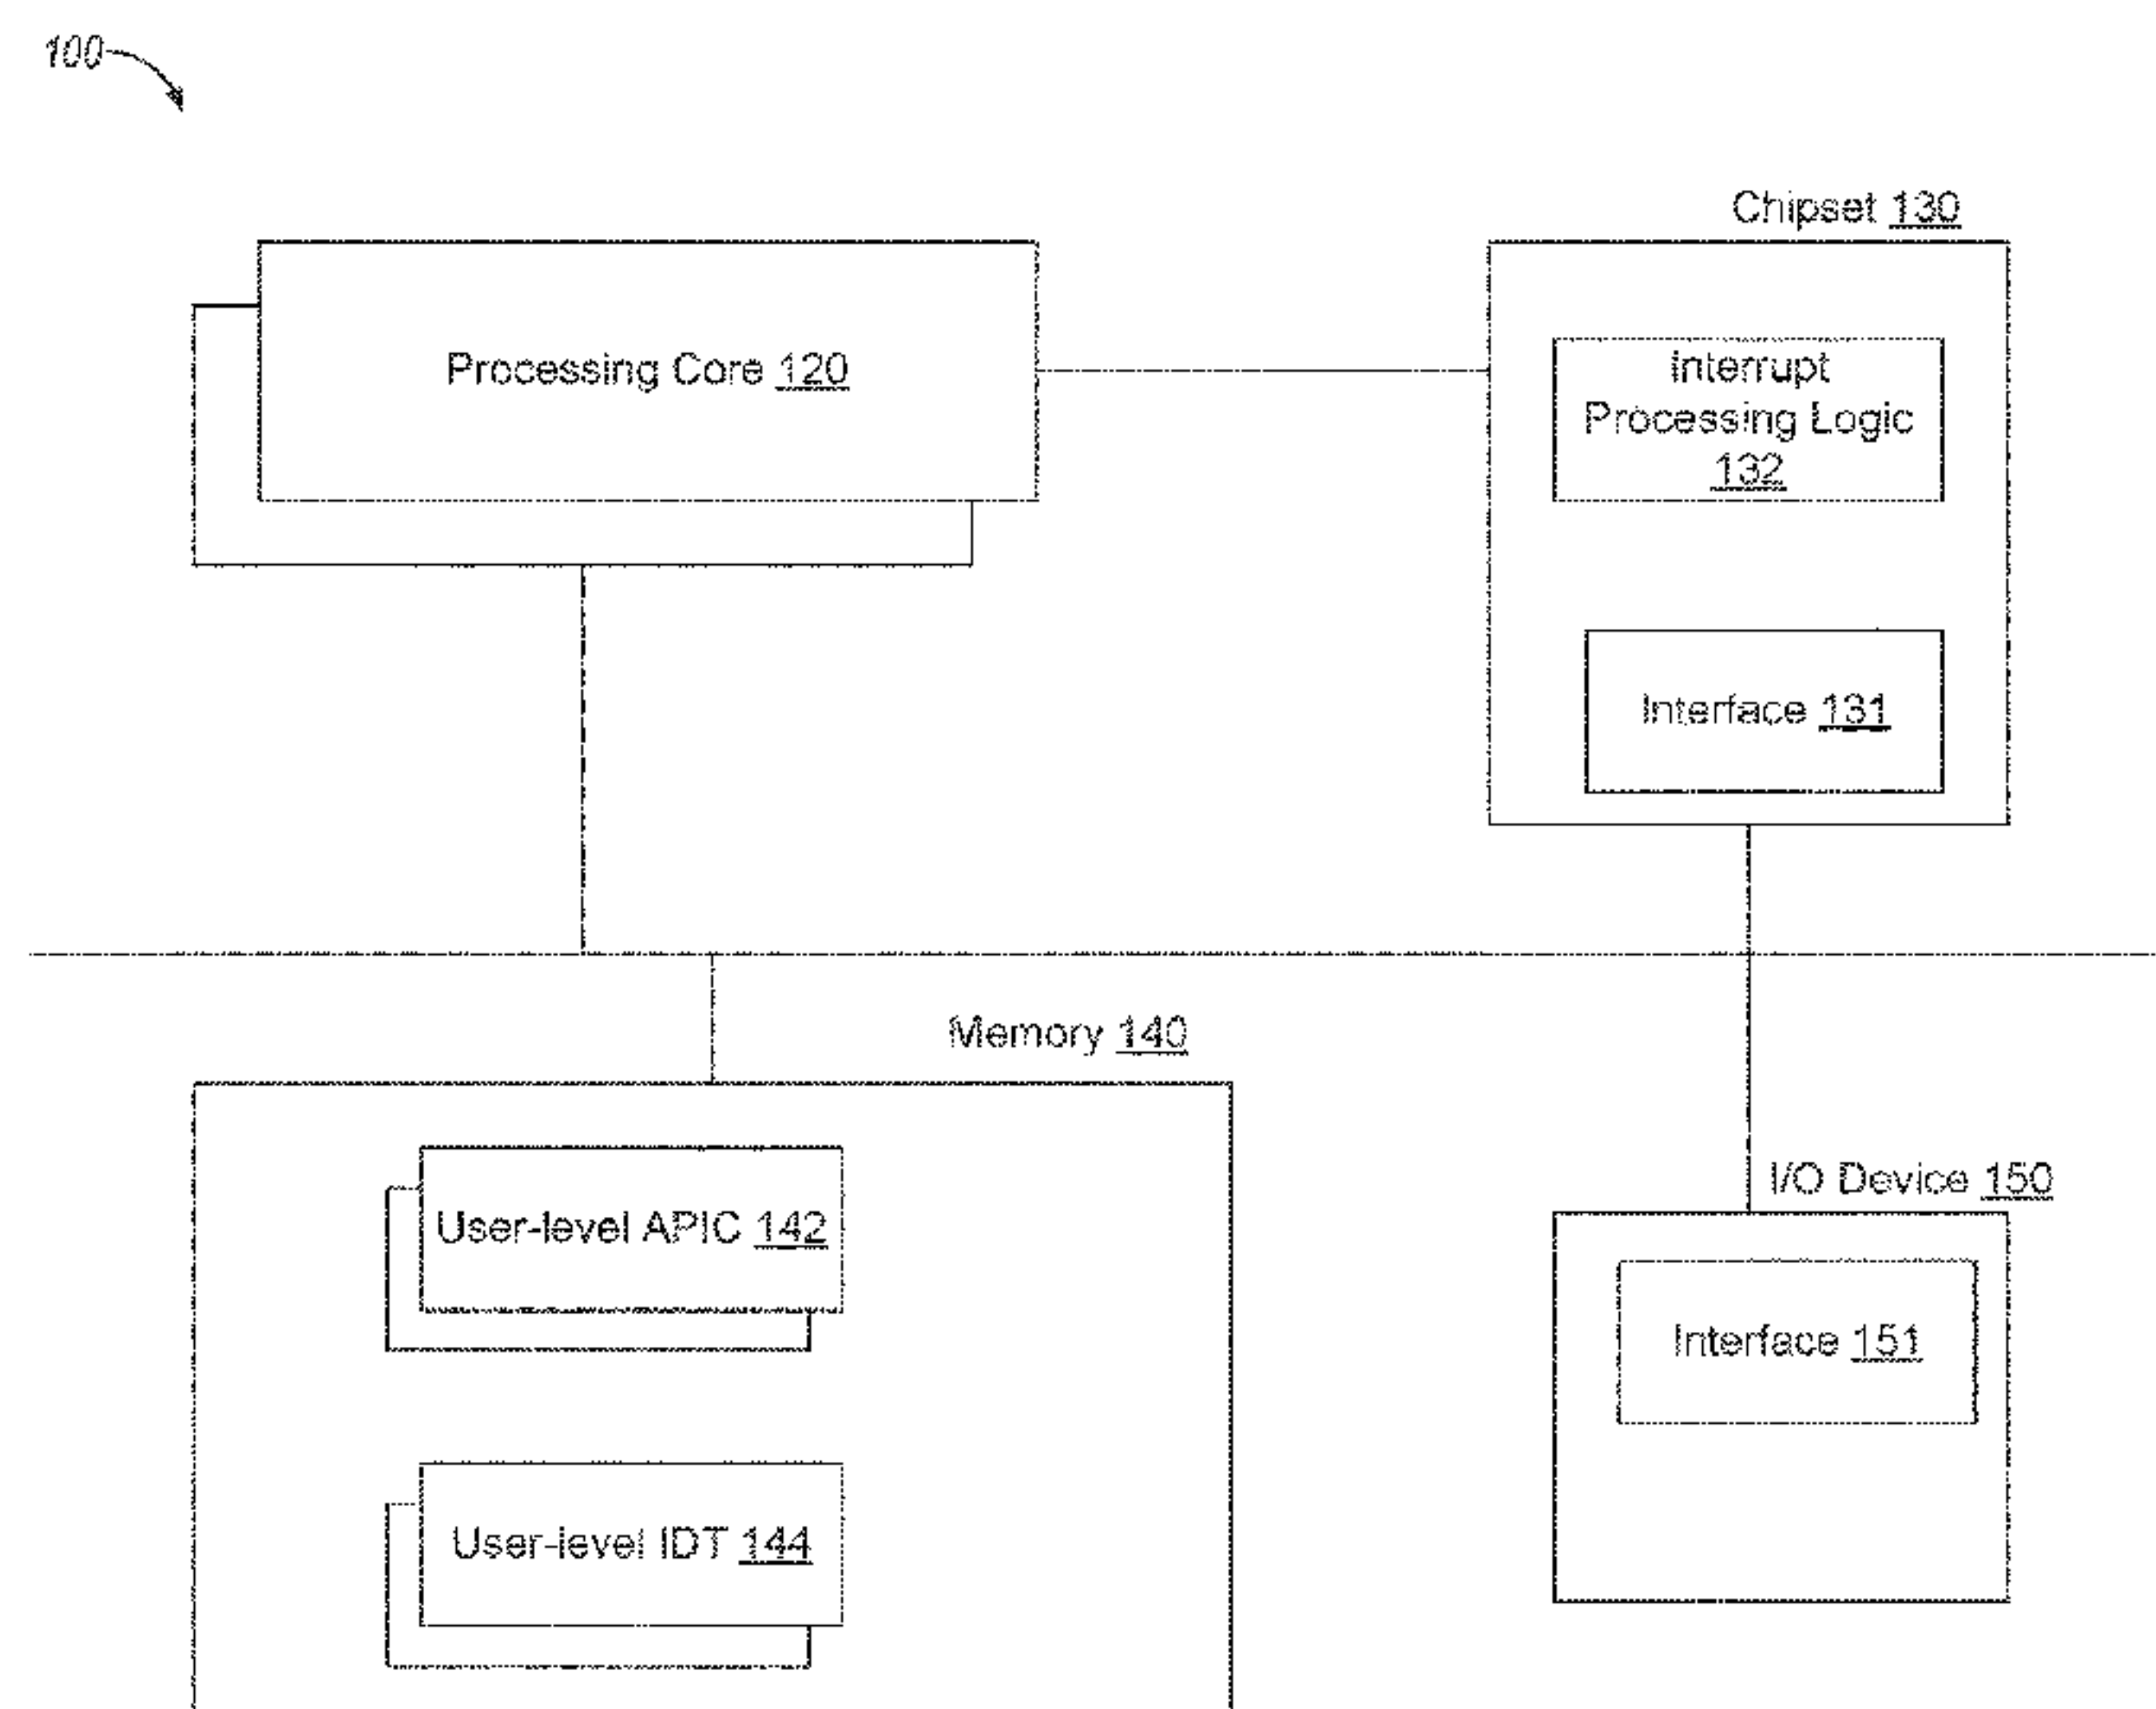 100
Chipset 130
Processing Core 120
Interrupt
Processing Logic
132
Interface 131
Memory 140
I/O Device 150
User-level APIC 142
Interface 151
User-level IDT 144